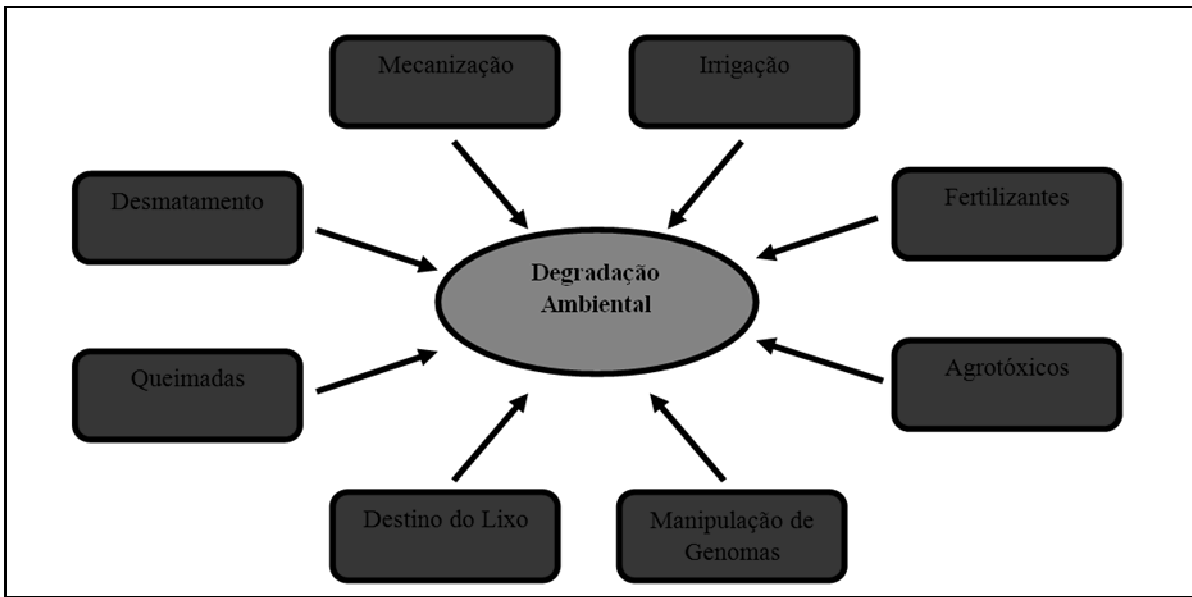 Mecanização
Irrigação
Desmatamento
Fertilizantes
Degradação
Ambiental
Queimadas
Agrotóxicos
Destino do Lixo
Manipulação de
Genomas